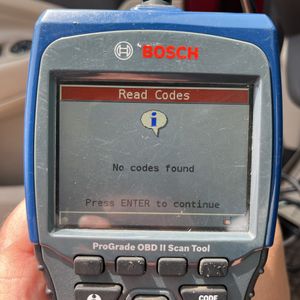 BOSCH
Read Codes
i
No codes found
Press ENTER to continue
ProGrade OBD II Scan Tool
CODE